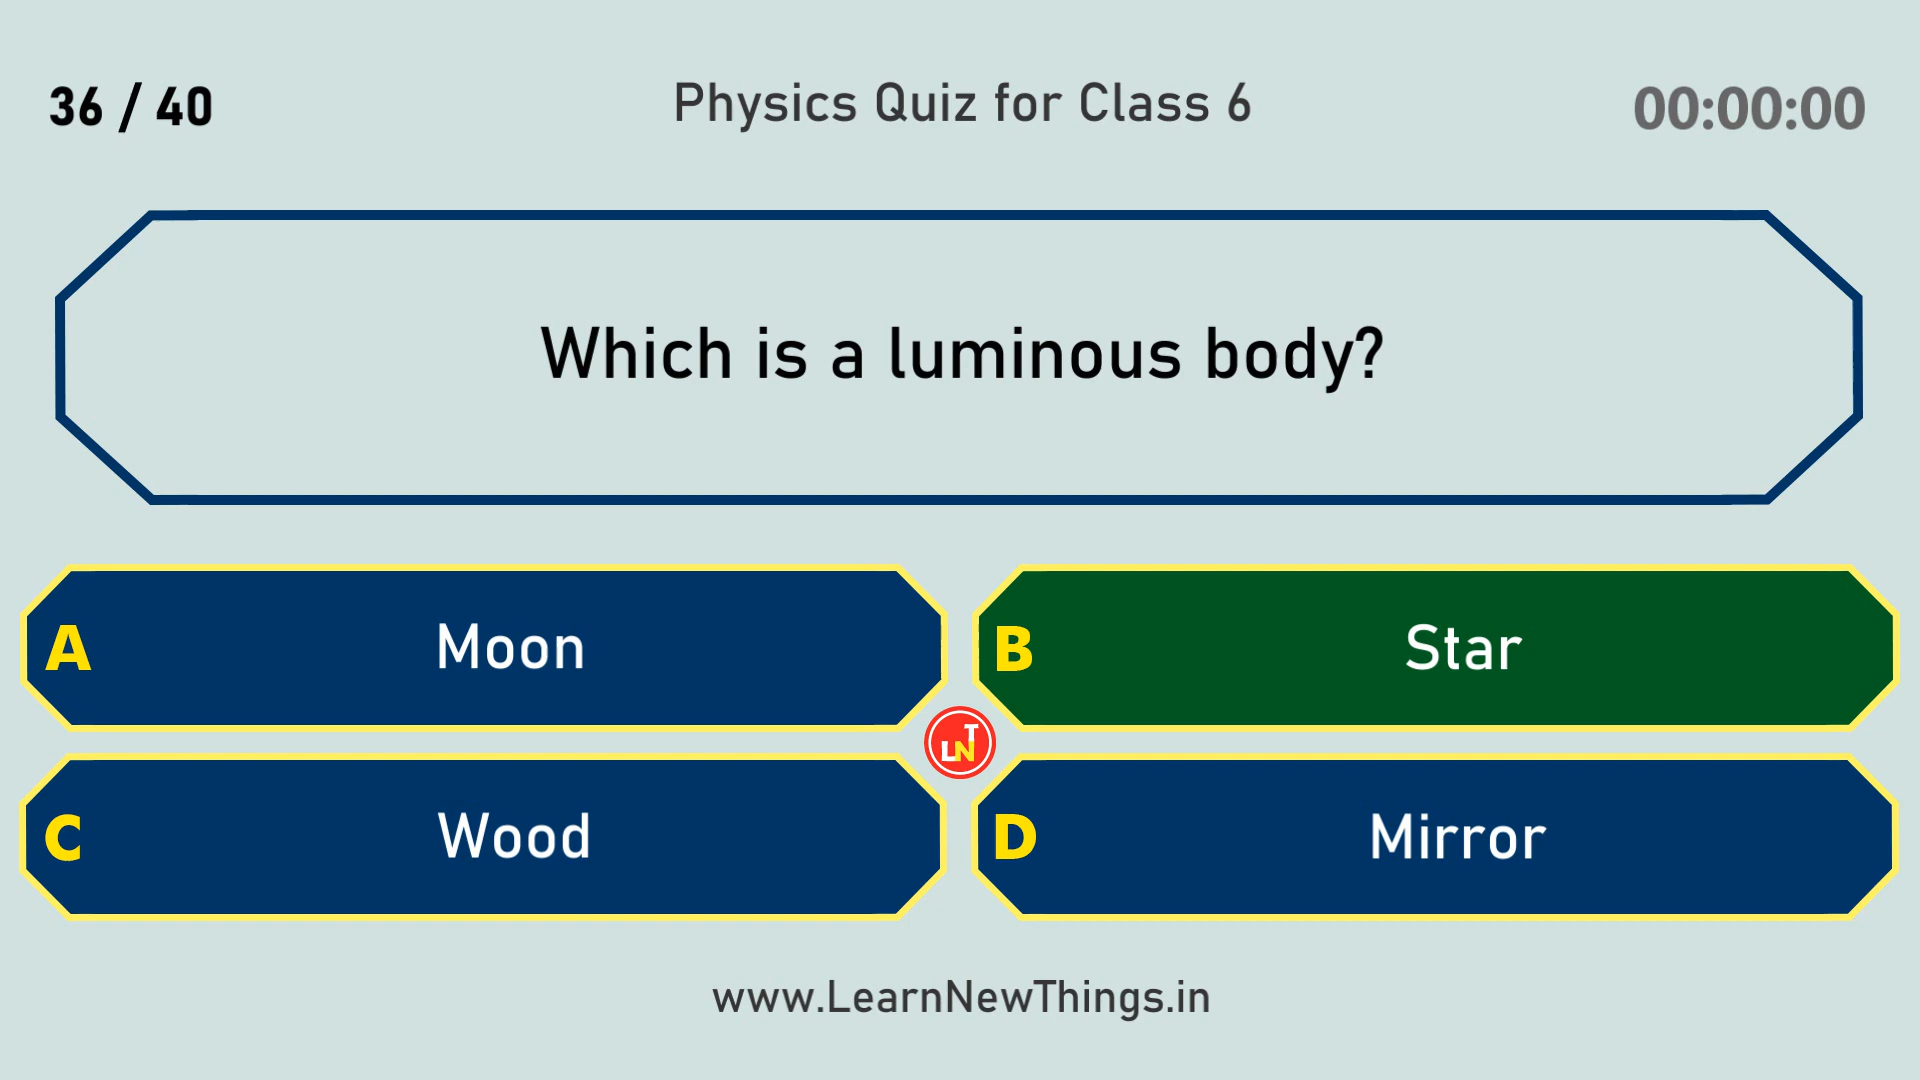 36 / 40
Physics Quiz for Class 6
00:00:00
Which is a luminous body?
A Moon
B Star
LNT
C Wood
D Mirror
www.LearnNewThings.in